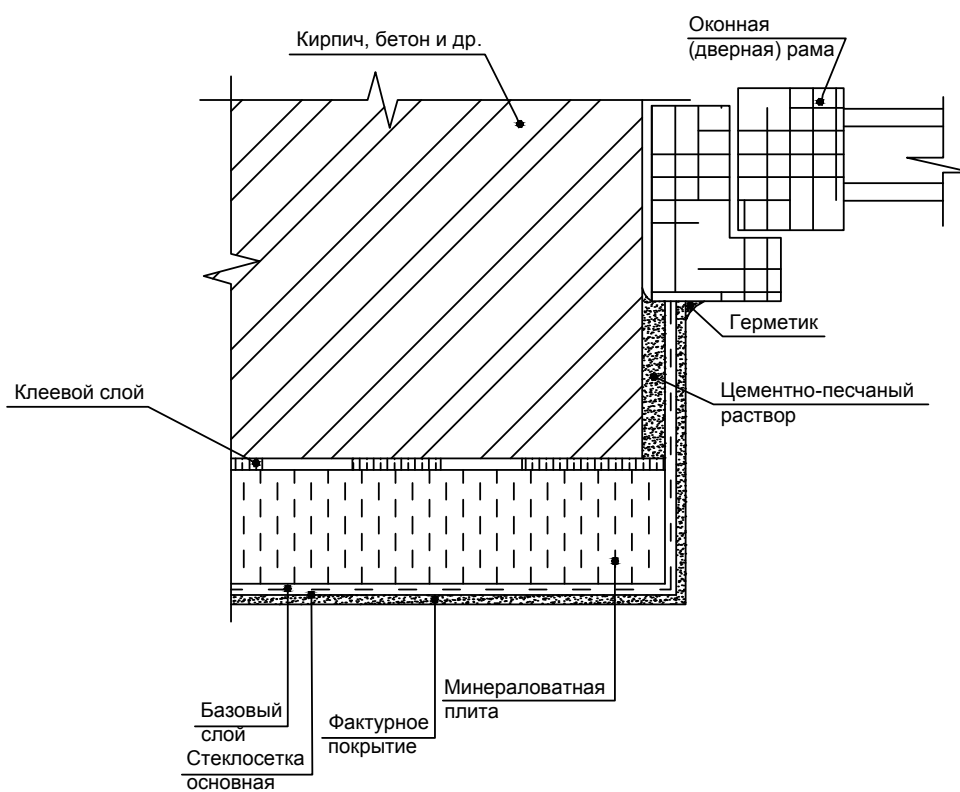 Оконная
(дверная) рама
Кирпич, бетон и др.
Герметик
Клеевой слой
Цементно-песчаный
раствор
Минераловатная
плита
Базовый
слой
Фактурное
покрытие
Стеклосетка
основная